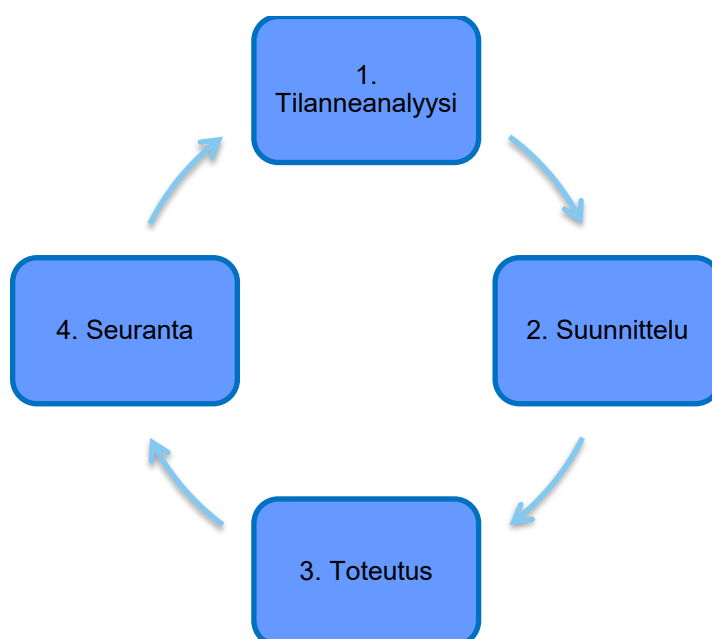 1.
Tilanneanalyysi
2. Suunnittelu
3. Toteutus
4. Seuranta